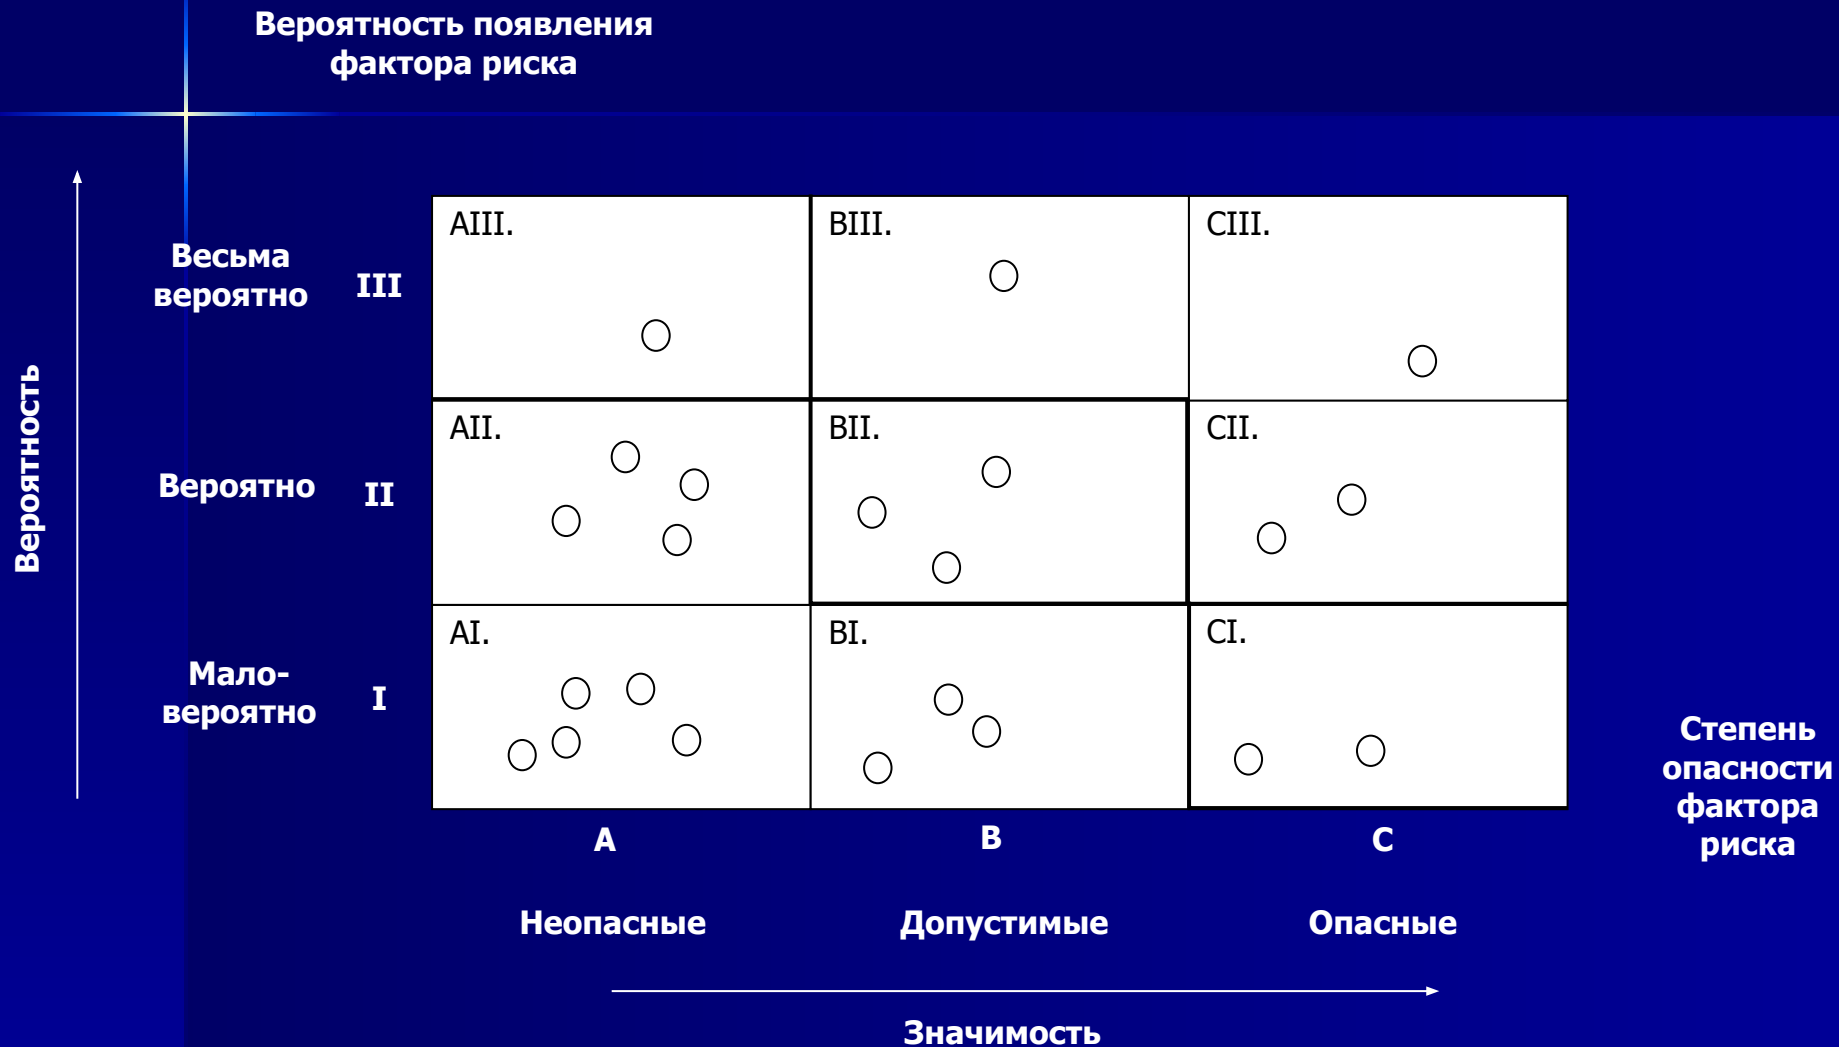 Вероятность появления
фактора риска
Вероятность
Весьма
вероятно
III
AIII.
BIII.
CIII.
Вероятно
II
AII.
BII.
CII.
Мало-
вероятно
I
AI.
BI.
CI.
A
B
C
Неопасные
Допустимые
Опасные
Значимость
Степень
опасности
фактора
риска